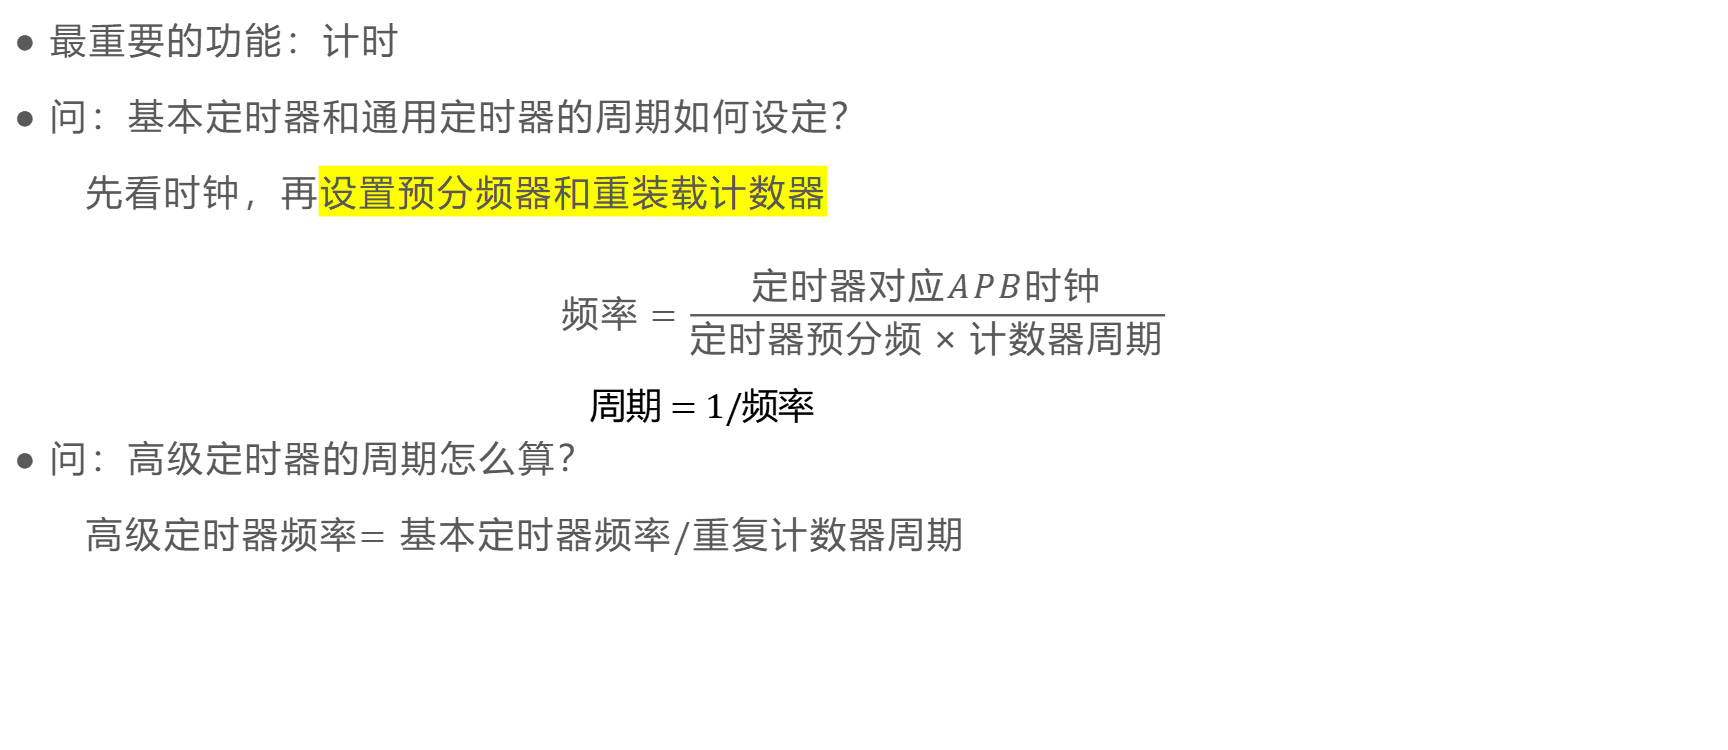 ● 最重要的功能：计时
● 问：基本定时器和通用定时器的周期如何设定？
先看时钟，再设置预分频器和重装载计数器
频率 = 定时器对应APB时钟 / 定时器预分频 × 计数器周期
周期 = 1/频率
● 问：高级定时器的周期怎么算？
高级定时器频率= 基本定时器频率/重复计数器周期